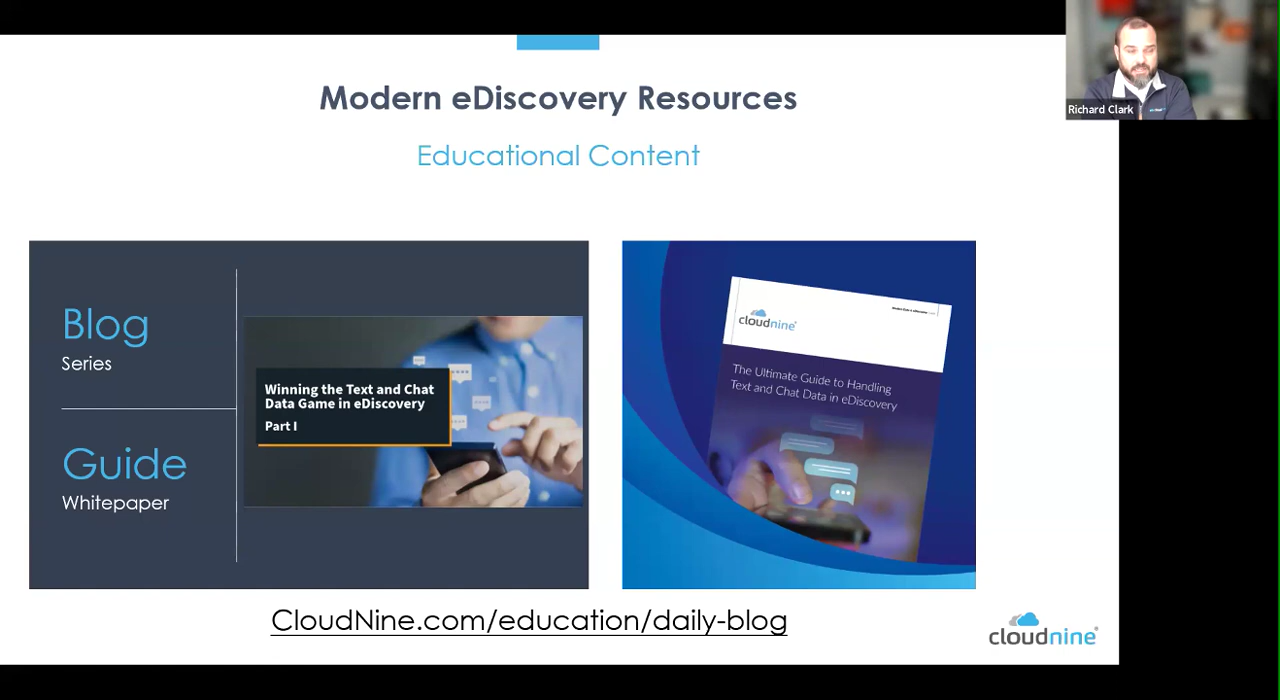 Modern eDiscovery Resources
Educational Content
Richard Clark
Blog
Series
Guide
Whitepaper
Winning the Text and Chat
Data Game in eDiscovery
Part I
cloudnine
The Ultimate Guide to Handling
Text and Chat Data in eDiscovery
CloudNine.com/education/daily-blog
cloudnine